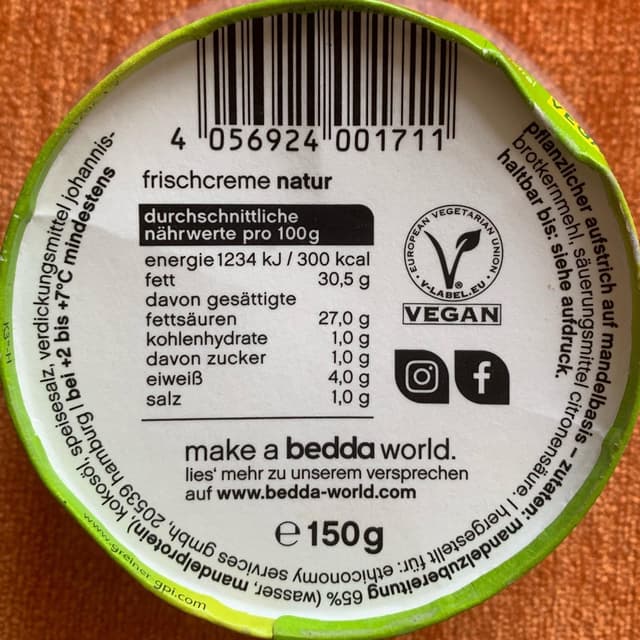 4 056924 001711
frischcreme natur
durchschnittliche
nährwerte pro 100g
energie 1234 kJ / 300 kcal
fett 30,5 g
davon gesättigte
fettsäuren 27,0 g
kohlenhydrate 1,0 g
davon zucker 1,0 g
eiweiß 4,0 g
salz 1,0 g
EUROPEAN VEGETARIAN UNION
V-LABEL.EU
VEGAN
make a bedda world.
lies' mehr zu unserem versprechen
auf www.bedda-world.com
e 150g
pflanzlicher aufstrich auf mandelbasis – zutaten: mandelzubereitung 65% (wasser, mandelprotein), kokosöl, speisesalz, verdickungsmittel johannis-
brotkernmehl, säuerungsmittel citronensäure. | hergestellt für: ethiconomy services gmbh, 20539 hamburg | bei +2 bis +7°C mindestens
haltbar bis: siehe aufdruck.
www.greiner-gpi.com